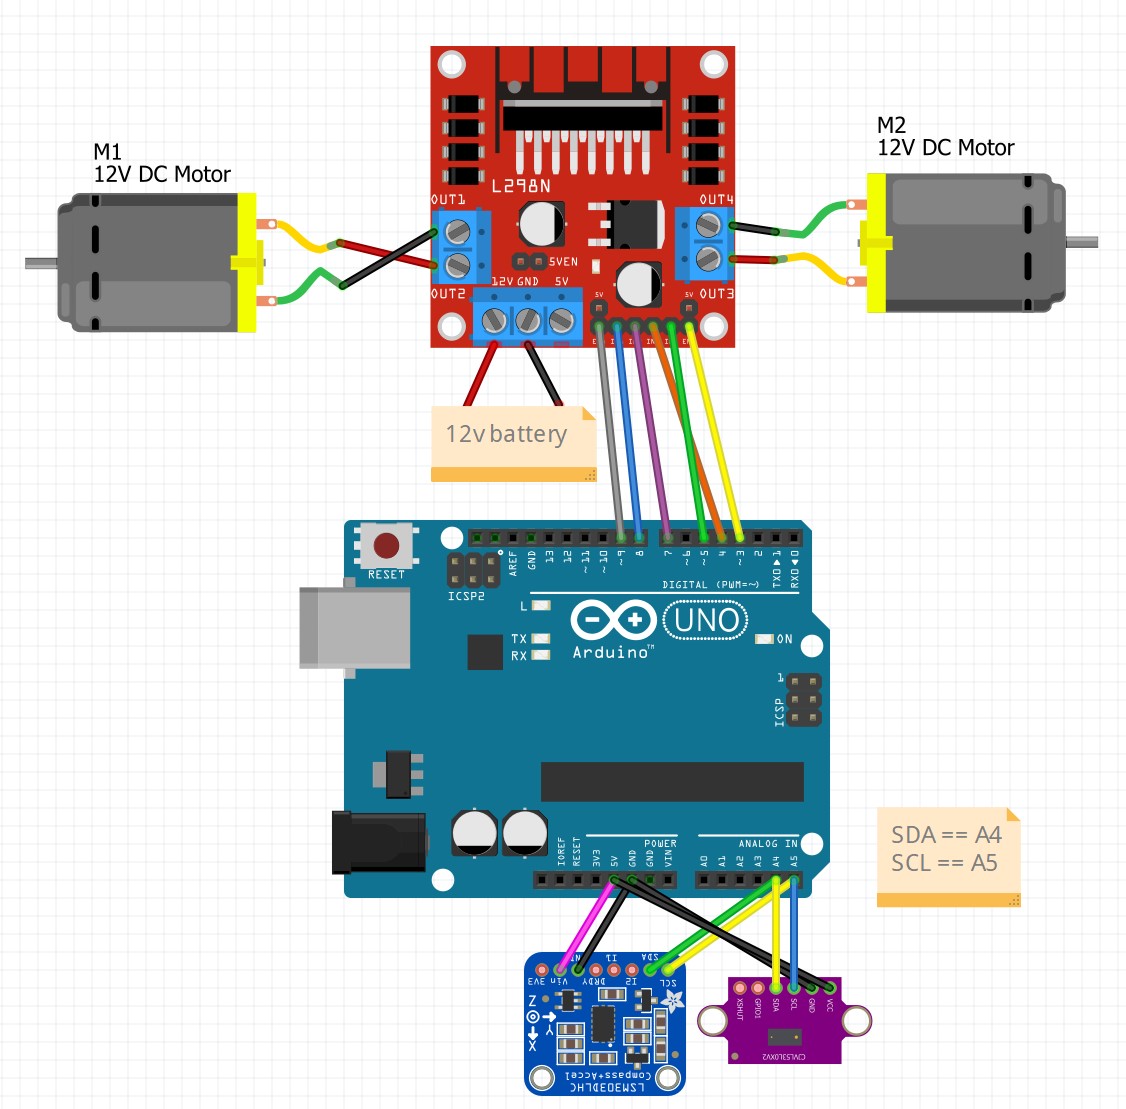 M1
12V DC Motor
M2
12V DC Motor
L298N
OUT1
OUT4
5VEN
OUT2
12V GND 5V
OUT3
5V
5V
12v battery
RESET
ICSP2
AREF
GND
13
12
~11
~10
~9
8
7
~6
~5
4
~3
2
TX0▶1
RX0◀0
DIGITAL (PWM=~)
L
TX
RX
Arduino™
UNO
ON
1
ICSP
IOREF
RESET
3V3
5V
GND
GND
VIN
POWER
A0
A1
A2
A3
A4
A5
ANALOG IN
SDA == A4
SCL == A5
I1
SDA
3V3
Vin
DRDY
I2
SCL
Z
Y
X
Compass+Accel
LSM303DLHC
XSHUT
GPIO1
SDA
SCL
GND
VCC
CJVL53L0XV2